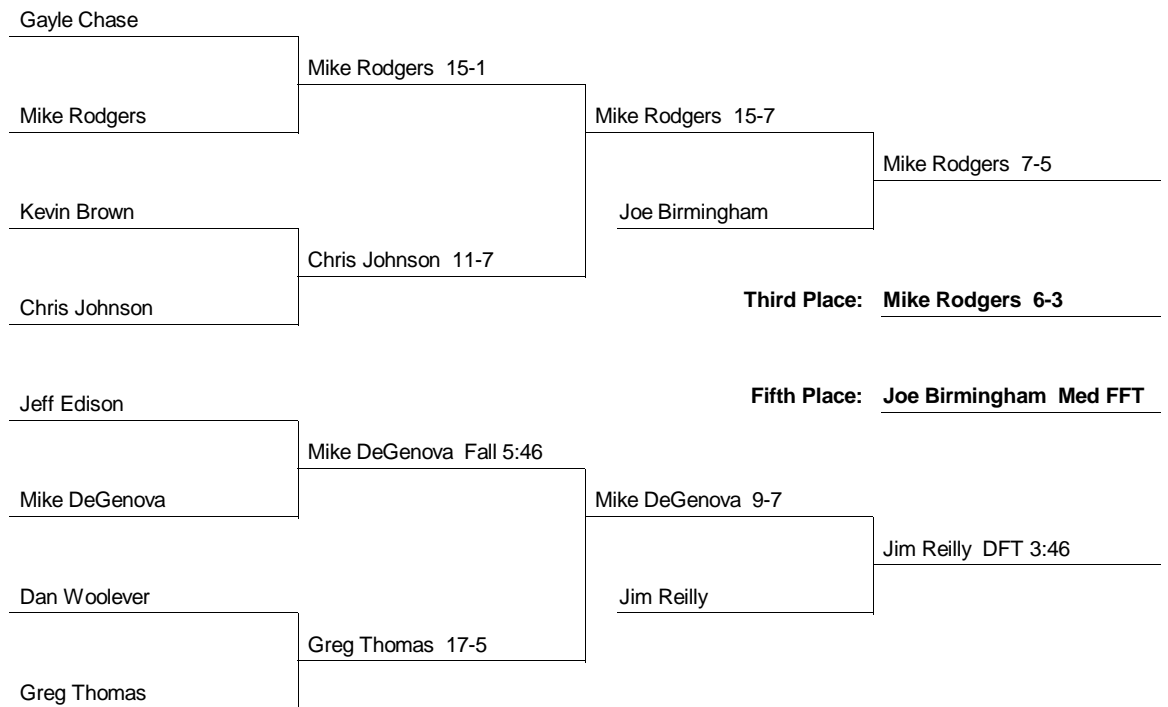 Gayle Chase
Mike Rodgers 15-1
Mike Rodgers
Mike Rodgers 15-7
Mike Rodgers 7-5
Kevin Brown
Joe Birmingham
Chris Johnson 11-7
Chris Johnson
Third Place: Mike Rodgers 6-3
Jeff Edison
Fifth Place: Joe Birmingham Med FFT
Mike DeGenova Fall 5:46
Mike DeGenova
Mike DeGenova 9-7
Jim Reilly DFT 3:46
Dan Woolever
Jim Reilly
Greg Thomas 17-5
Greg Thomas